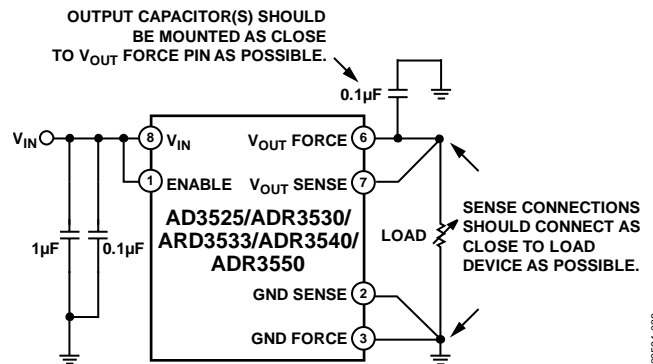 OUTPUT CAPACITOR(S) SHOULD
BE MOUNTED AS CLOSE
TO VOUT FORCE PIN AS POSSIBLE.
0.1µF
VIN
8
VIN
VOUT FORCE
6
1
ENABLE
VOUT SENSE
7
AD3525/ADR3530/
ARD3533/ADR3540/
ADR3550
1µF
0.1µF
LOAD
SENSE CONNECTIONS
SHOULD CONNECT AS
CLOSE TO LOAD
DEVICE AS POSSIBLE.
GND SENSE
2
GND FORCE
3